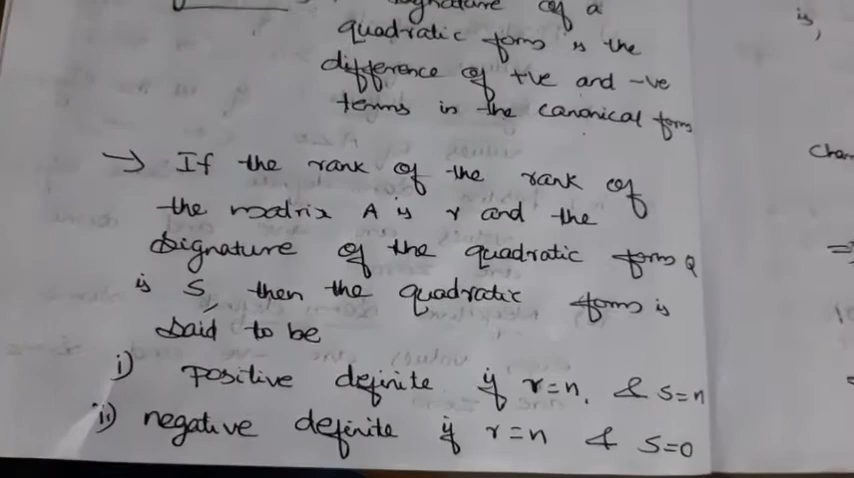 of a
quadratic form is the
difference of +ve and -ve
terms in the canonical form
→ If the rank of the rank of
the matrix A is r and the
signature of the quadratic form Q
is S, then the quadratic form is
said to be
i) positive definite if r=n, & s=n
ii) negative definite if r=n & S=0
is,